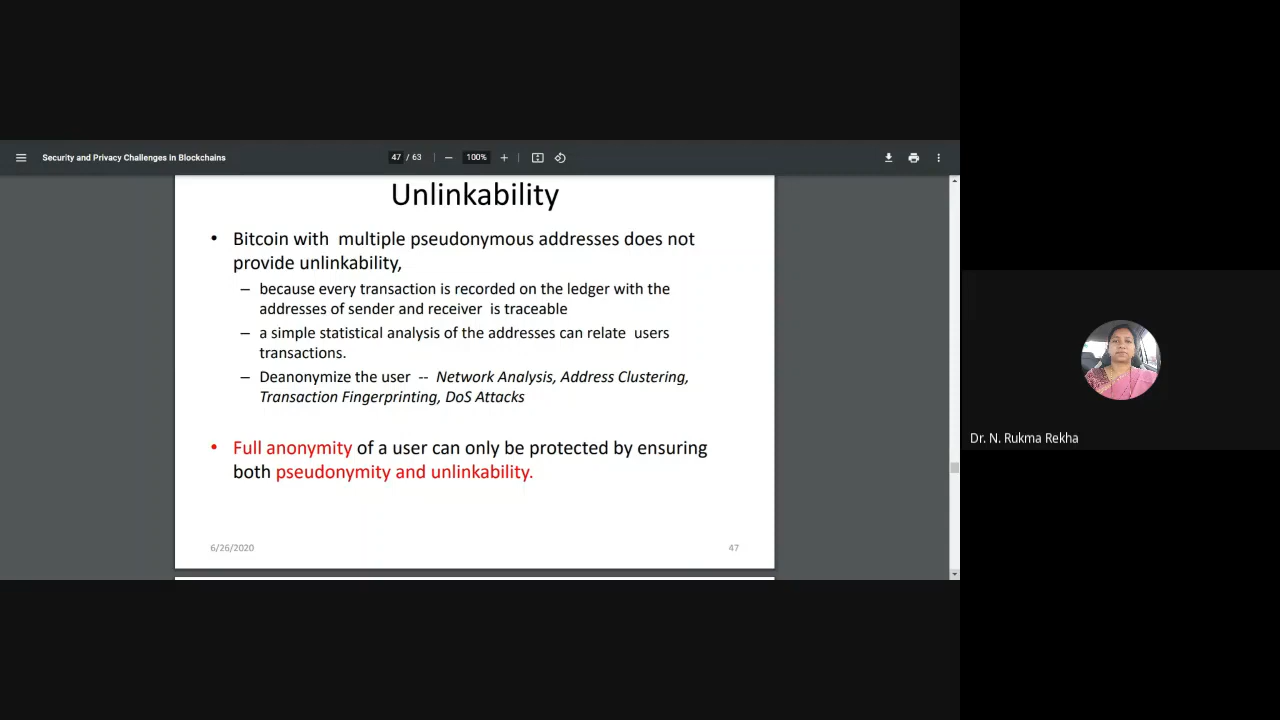 Security and Privacy Challenges in Blockchains
47 / 63
100%
Unlinkability
• Bitcoin with multiple pseudonymous addresses does not
provide unlinkability,
– because every transaction is recorded on the ledger with the
addresses of sender and receiver is traceable
– a simple statistical analysis of the addresses can relate users
transactions.
– Deanonymize the user -- Network Analysis, Address Clustering,
Transaction Fingerprinting, DoS Attacks
• Full anonymity of a user can only be protected by ensuring
both pseudonymity and unlinkability.
6/26/2020
47
Dr. N. Rukma Rekha